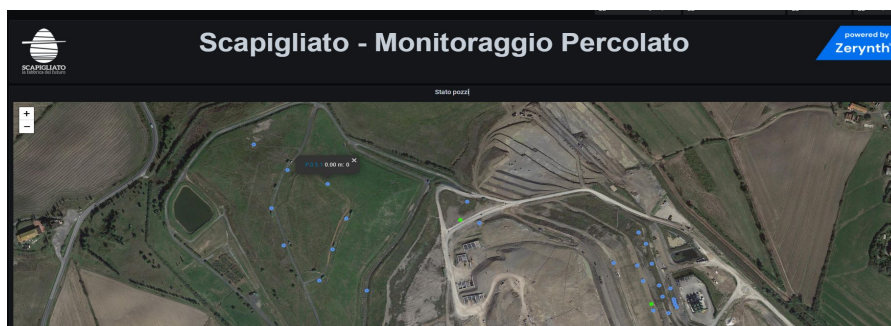 Scapigliato - Monitoraggio Percolato
SCAPIGLIATO
la fabbrica del futuro
powered by
Zerynth
Stato pozzi
+
−
0.00 m: 0
×